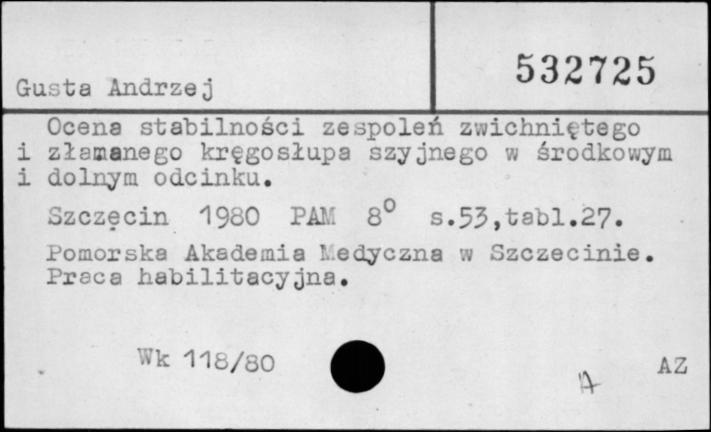 532725
Gusta Andrzej
Ocena stabilności zespoleń zwichniętego
i złamanego kręgosłupa szyjnego w środkowym
i dolnym odcinku.
Szczecin 1980 PAM 8° s.53,tabl.27.
Pomorska Akademia Medyczna w Szczecinie.
Praca habilitacyjna.
Wk 118/80
AZ